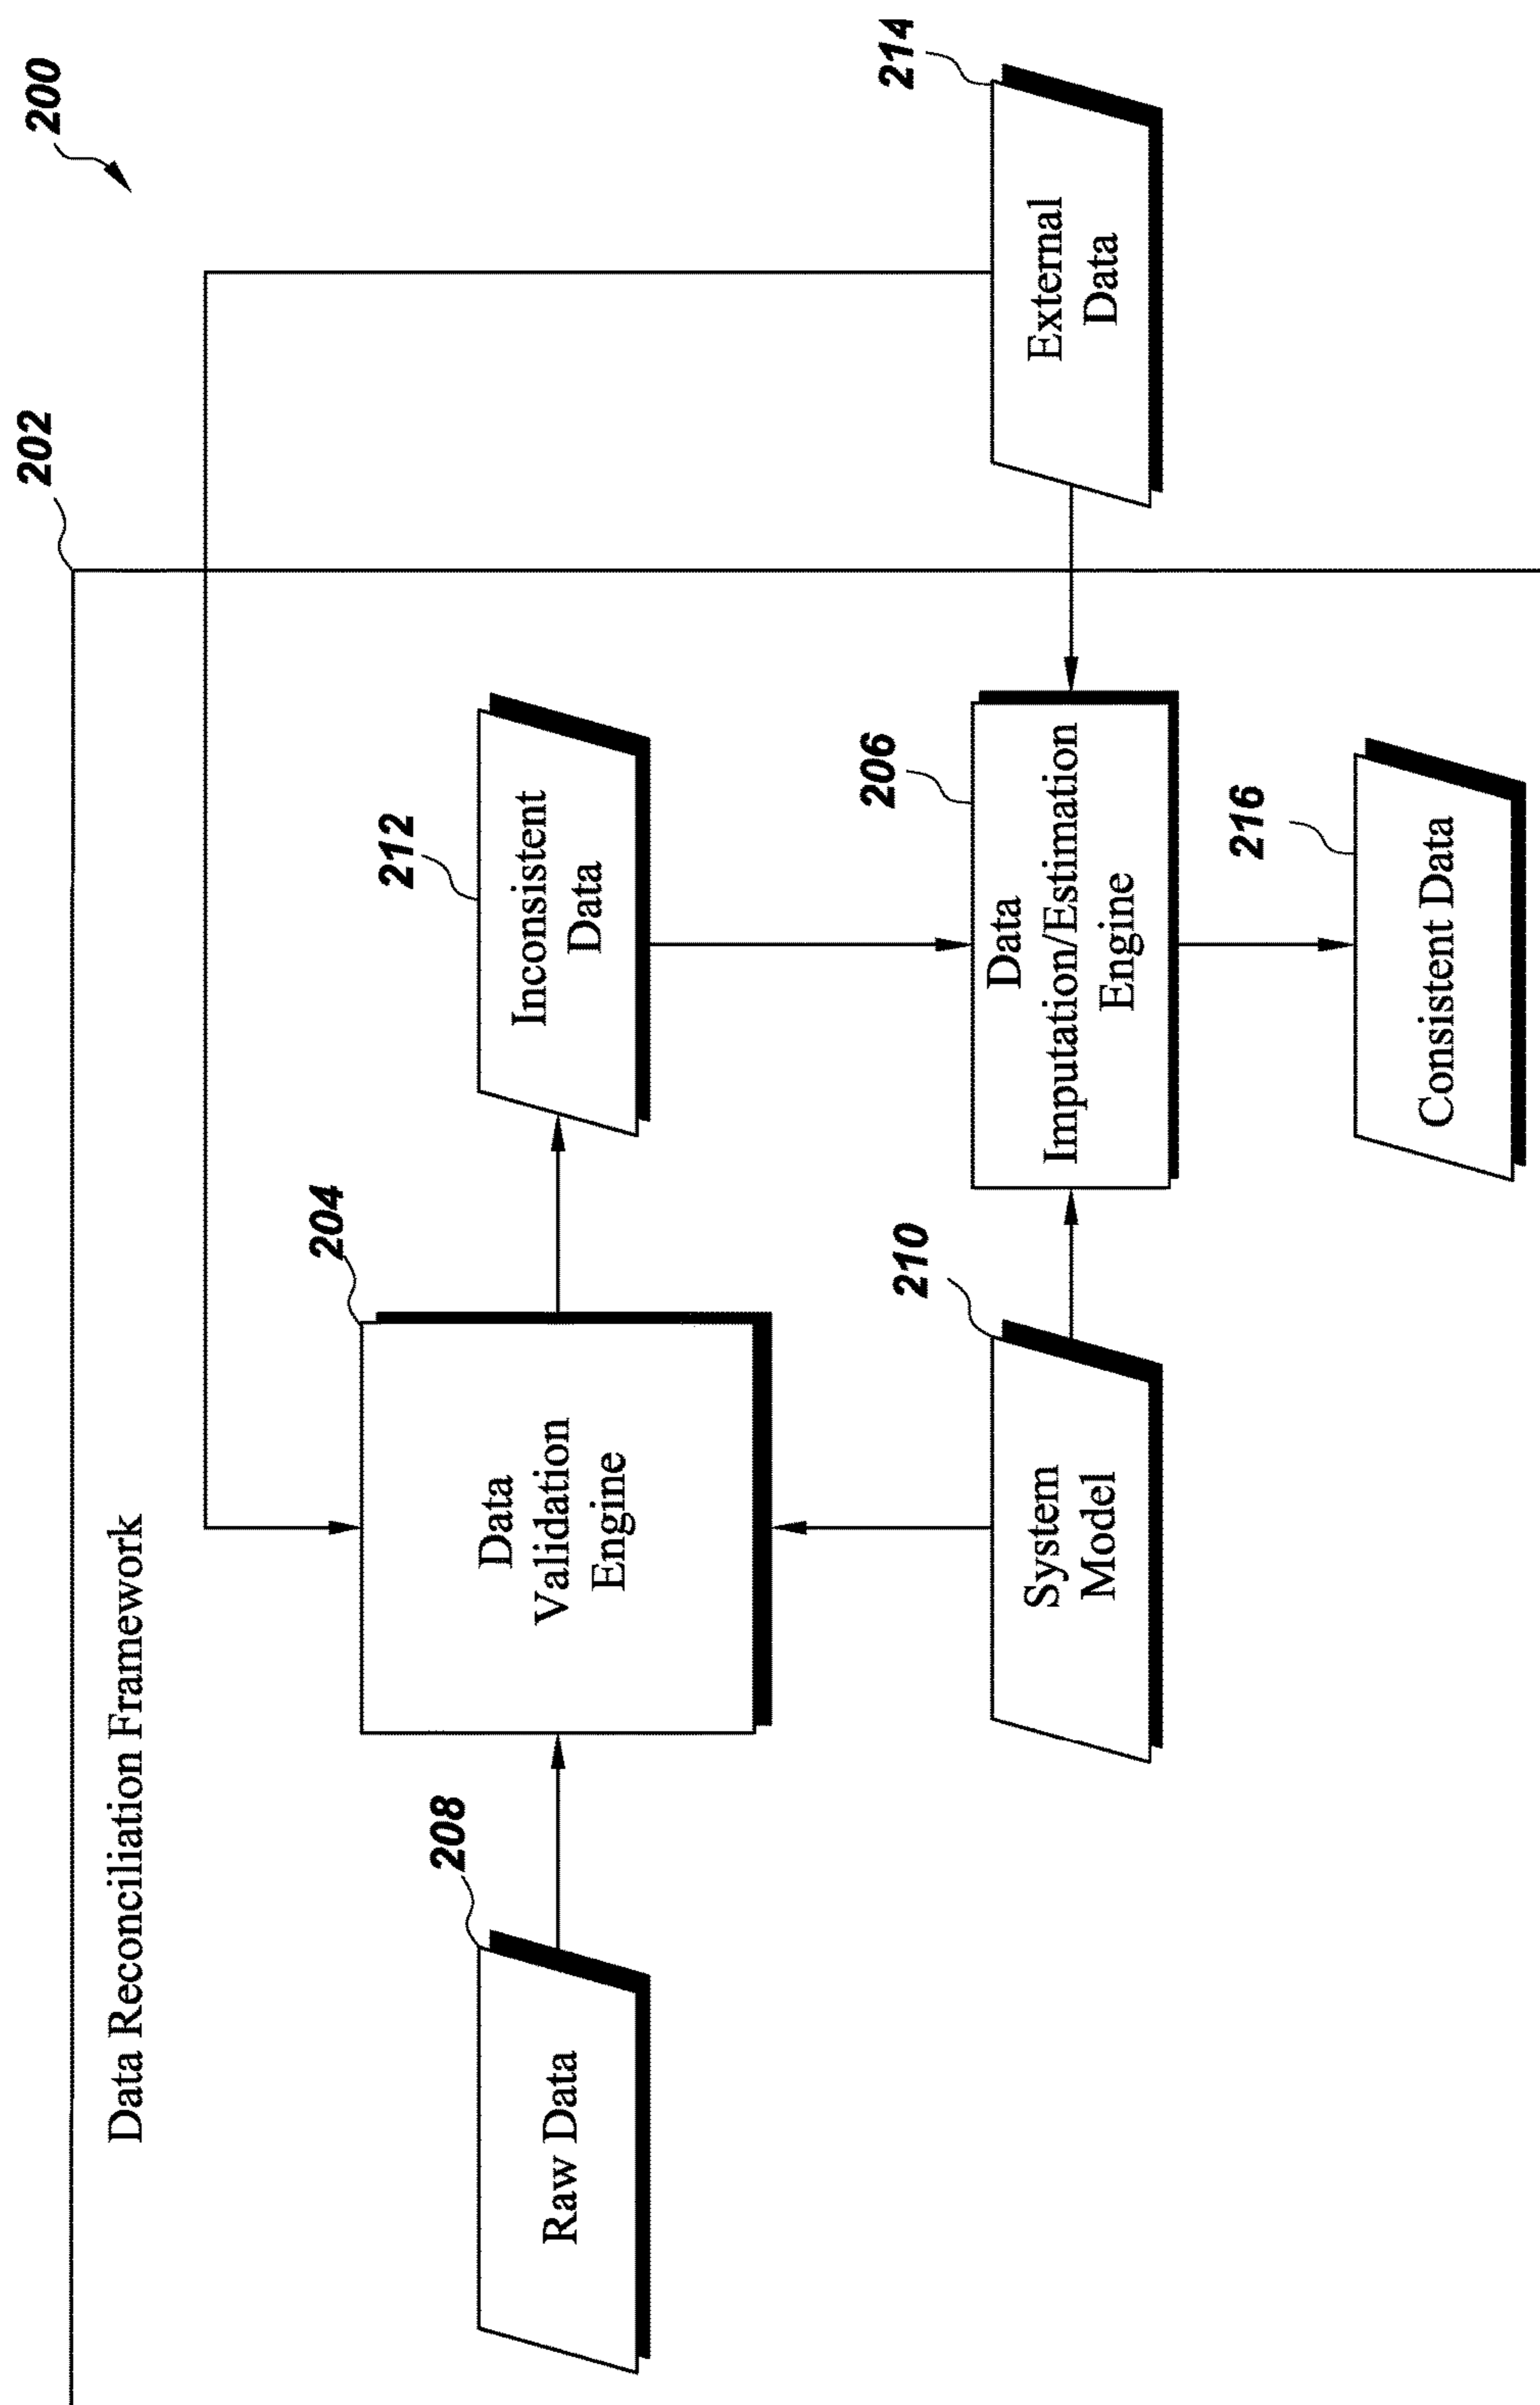 200
202
Data Reconciliation Framework
204
212
214
208
Raw Data
Data
Validation
Engine
Inconsistent
Data
210
206
System
Model
Data
Imputation/Estimation
Engine
External
Data
216
Consistent Data